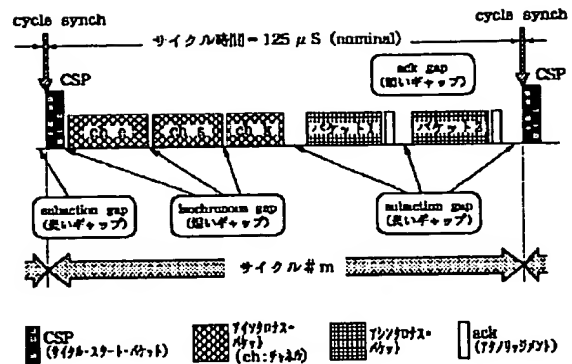 cycle synch
cycle synch
サイクル時間 = 125 μS (nominal)
CSP
ack gap
(短いギャップ)
CSP
ch
ch
ch
パケット1
パケット2
subaction gap
(長いギャップ)
isochronous gap
(短いギャップ)
subaction gap
(長いギャップ)
サイクル #m
CSP
(サイクル・スタート・パケット)
アイソクロナス・
パケット
(ch:チャネル)
アシンクロナス・
パケット
ack
(アクノリッジメント)